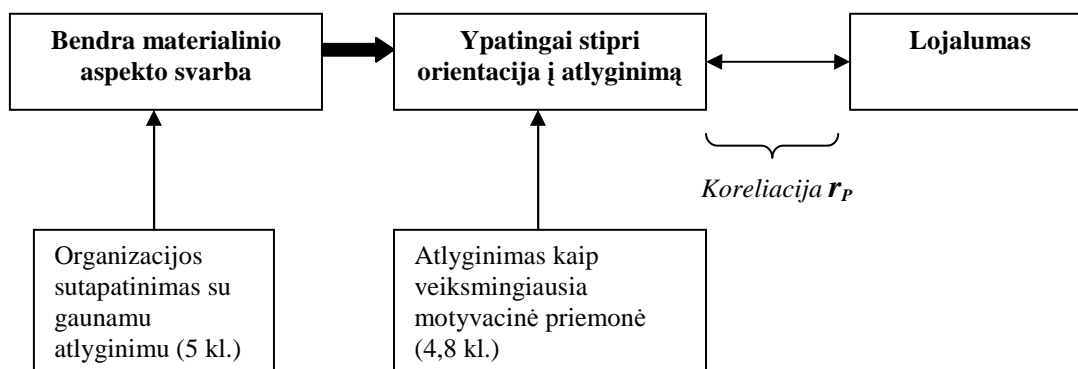 Bendra materialinio
aspekto svarba
Ypatingai stipri
orientacija į atlyginimą
Lojalumas
Koreliacija r_P
Organizacijos
sutapatinimas su
gaunamu
atlyginimu (5 kl.)
Atlyginimas kaip
veiksmingiausia
motyvacinė priemonė
(4,8 kl.)